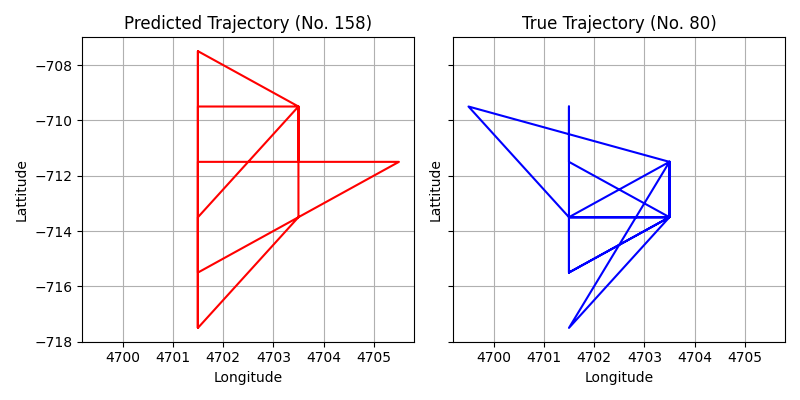 Predicted Trajectory (No. 158)
−708
−710
−712
−714
−716
−718
Lattitude
4700 4701 4702 4703 4704 4705
Longitude
True Trajectory (No. 80)
Lattitude
4700 4701 4702 4703 4704 4705
Longitude